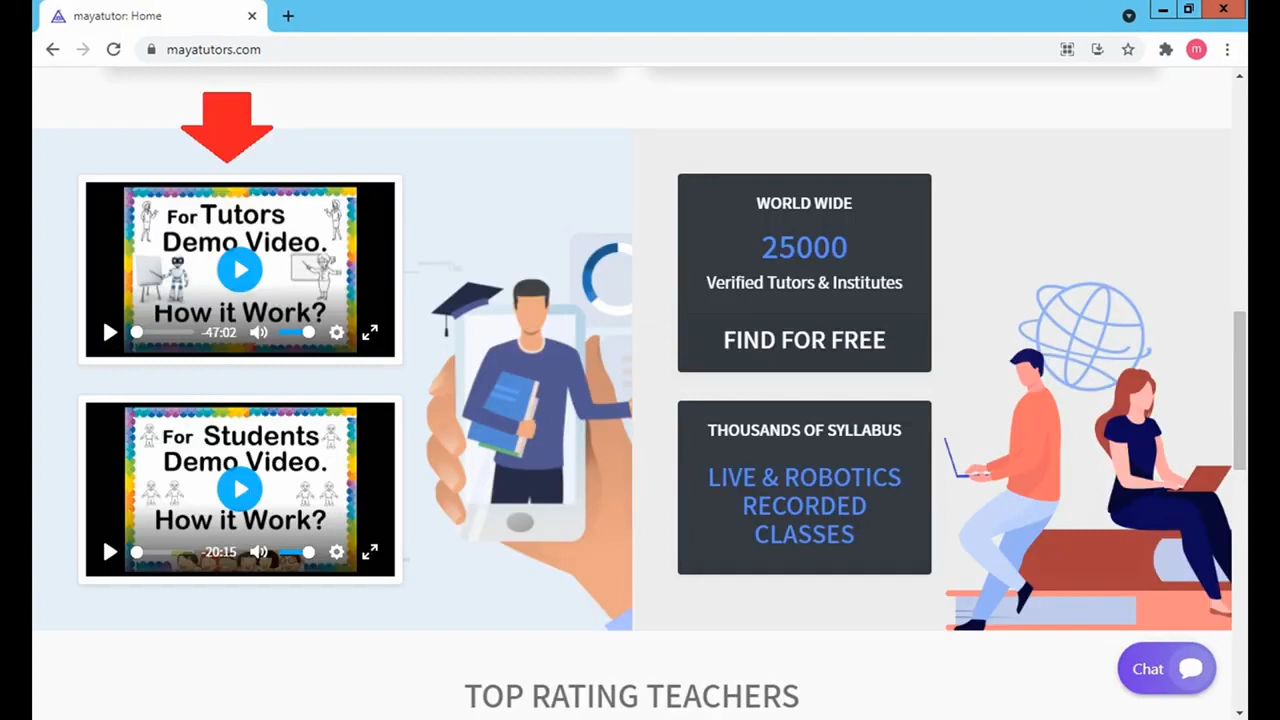 mayatutor: Home
mayatutors.com
m
For Tutors
Demo Video.
How it Work?
-47:02
For Students
Demo Video.
How it Work?
-20:15
WORLD WIDE
25000
Verified Tutors & Institutes
FIND FOR FREE
THOUSANDS OF SYLLABUS
LIVE & ROBOTICS
RECORDED
CLASSES
Chat
TOP RATING TEACHERS